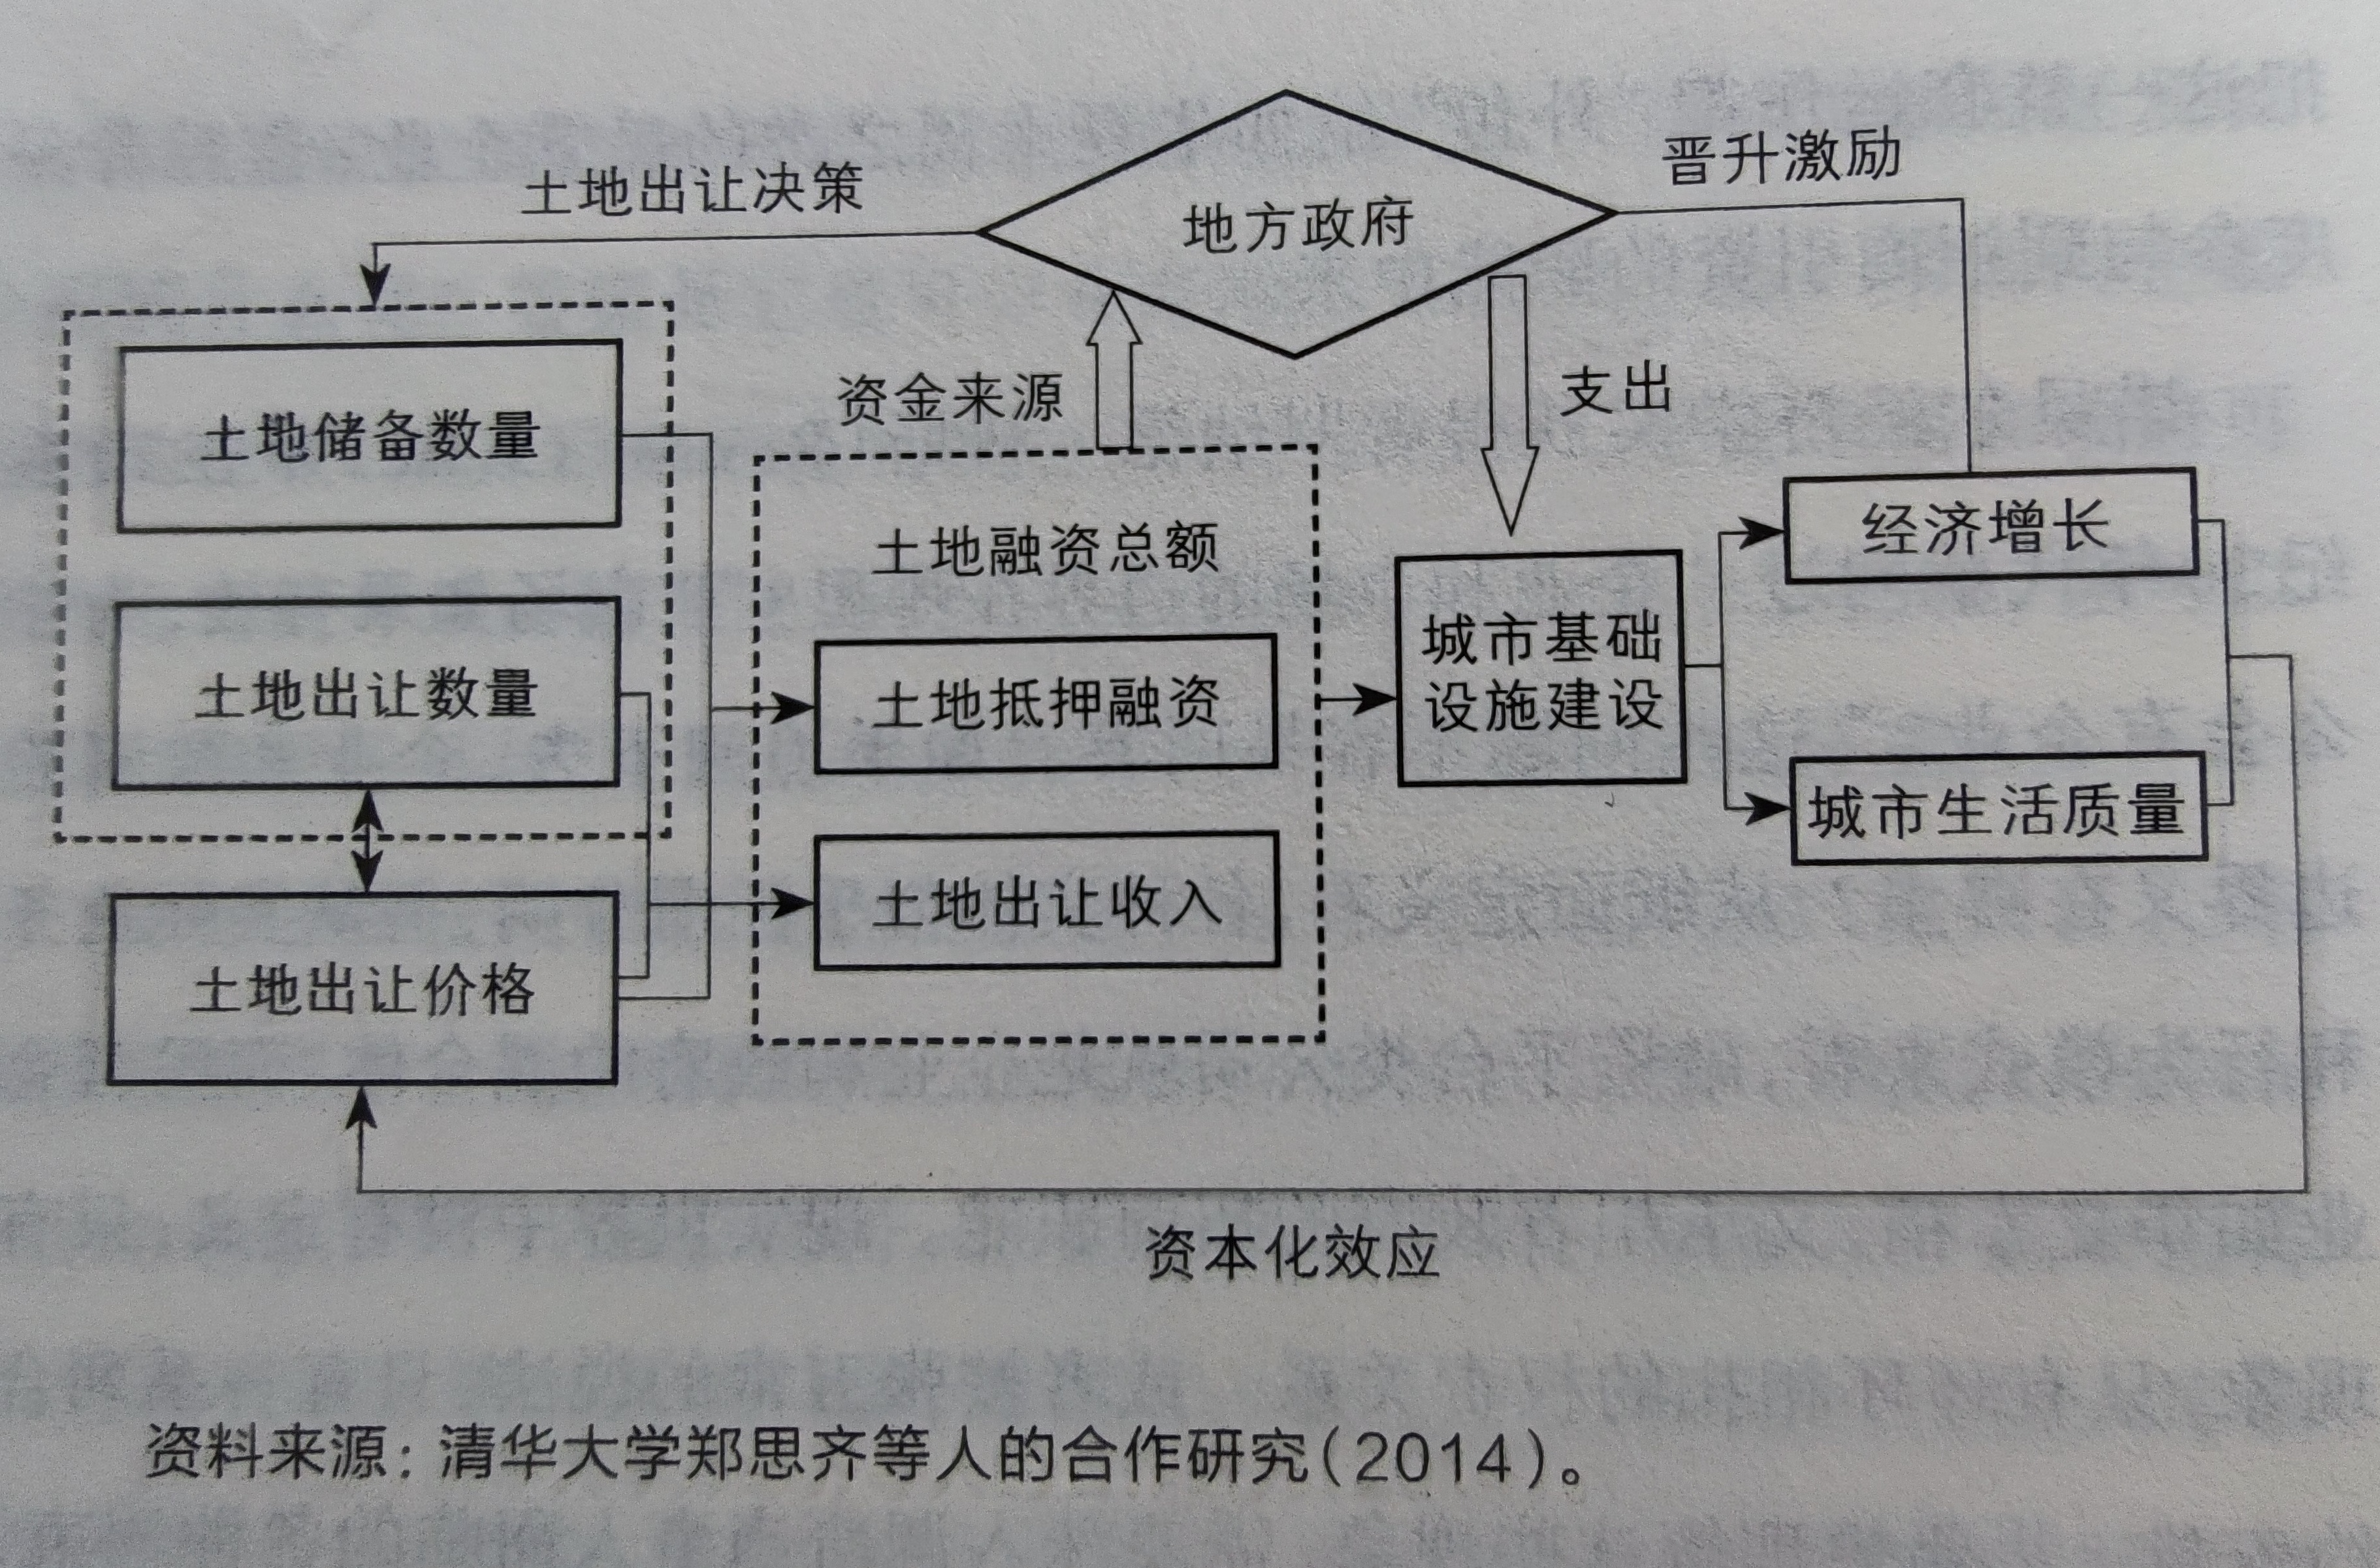 晋升激励
土地出让决策
地方政府
资金来源
支出
土地储备数量
土地融资总额
经济增长
城市基础
设施建设
土地出让数量
土地抵押融资
城市生活质量
土地出让收入
土地出让价格
资本化效应
资料来源：清华大学郑思齐等人的合作研究（2014）。